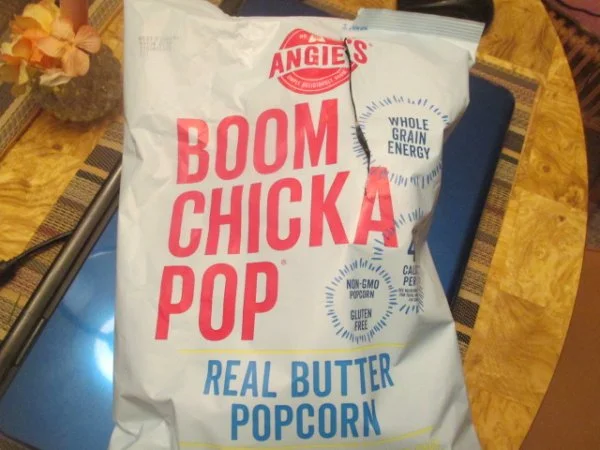 ANGIE'S
BOOM
CHICKA
POP
WHOLE
GRAIN
ENERGY
NON-GMO
POPCORN
GLUTEN
FREE
REAL BUTTER
POPCORN